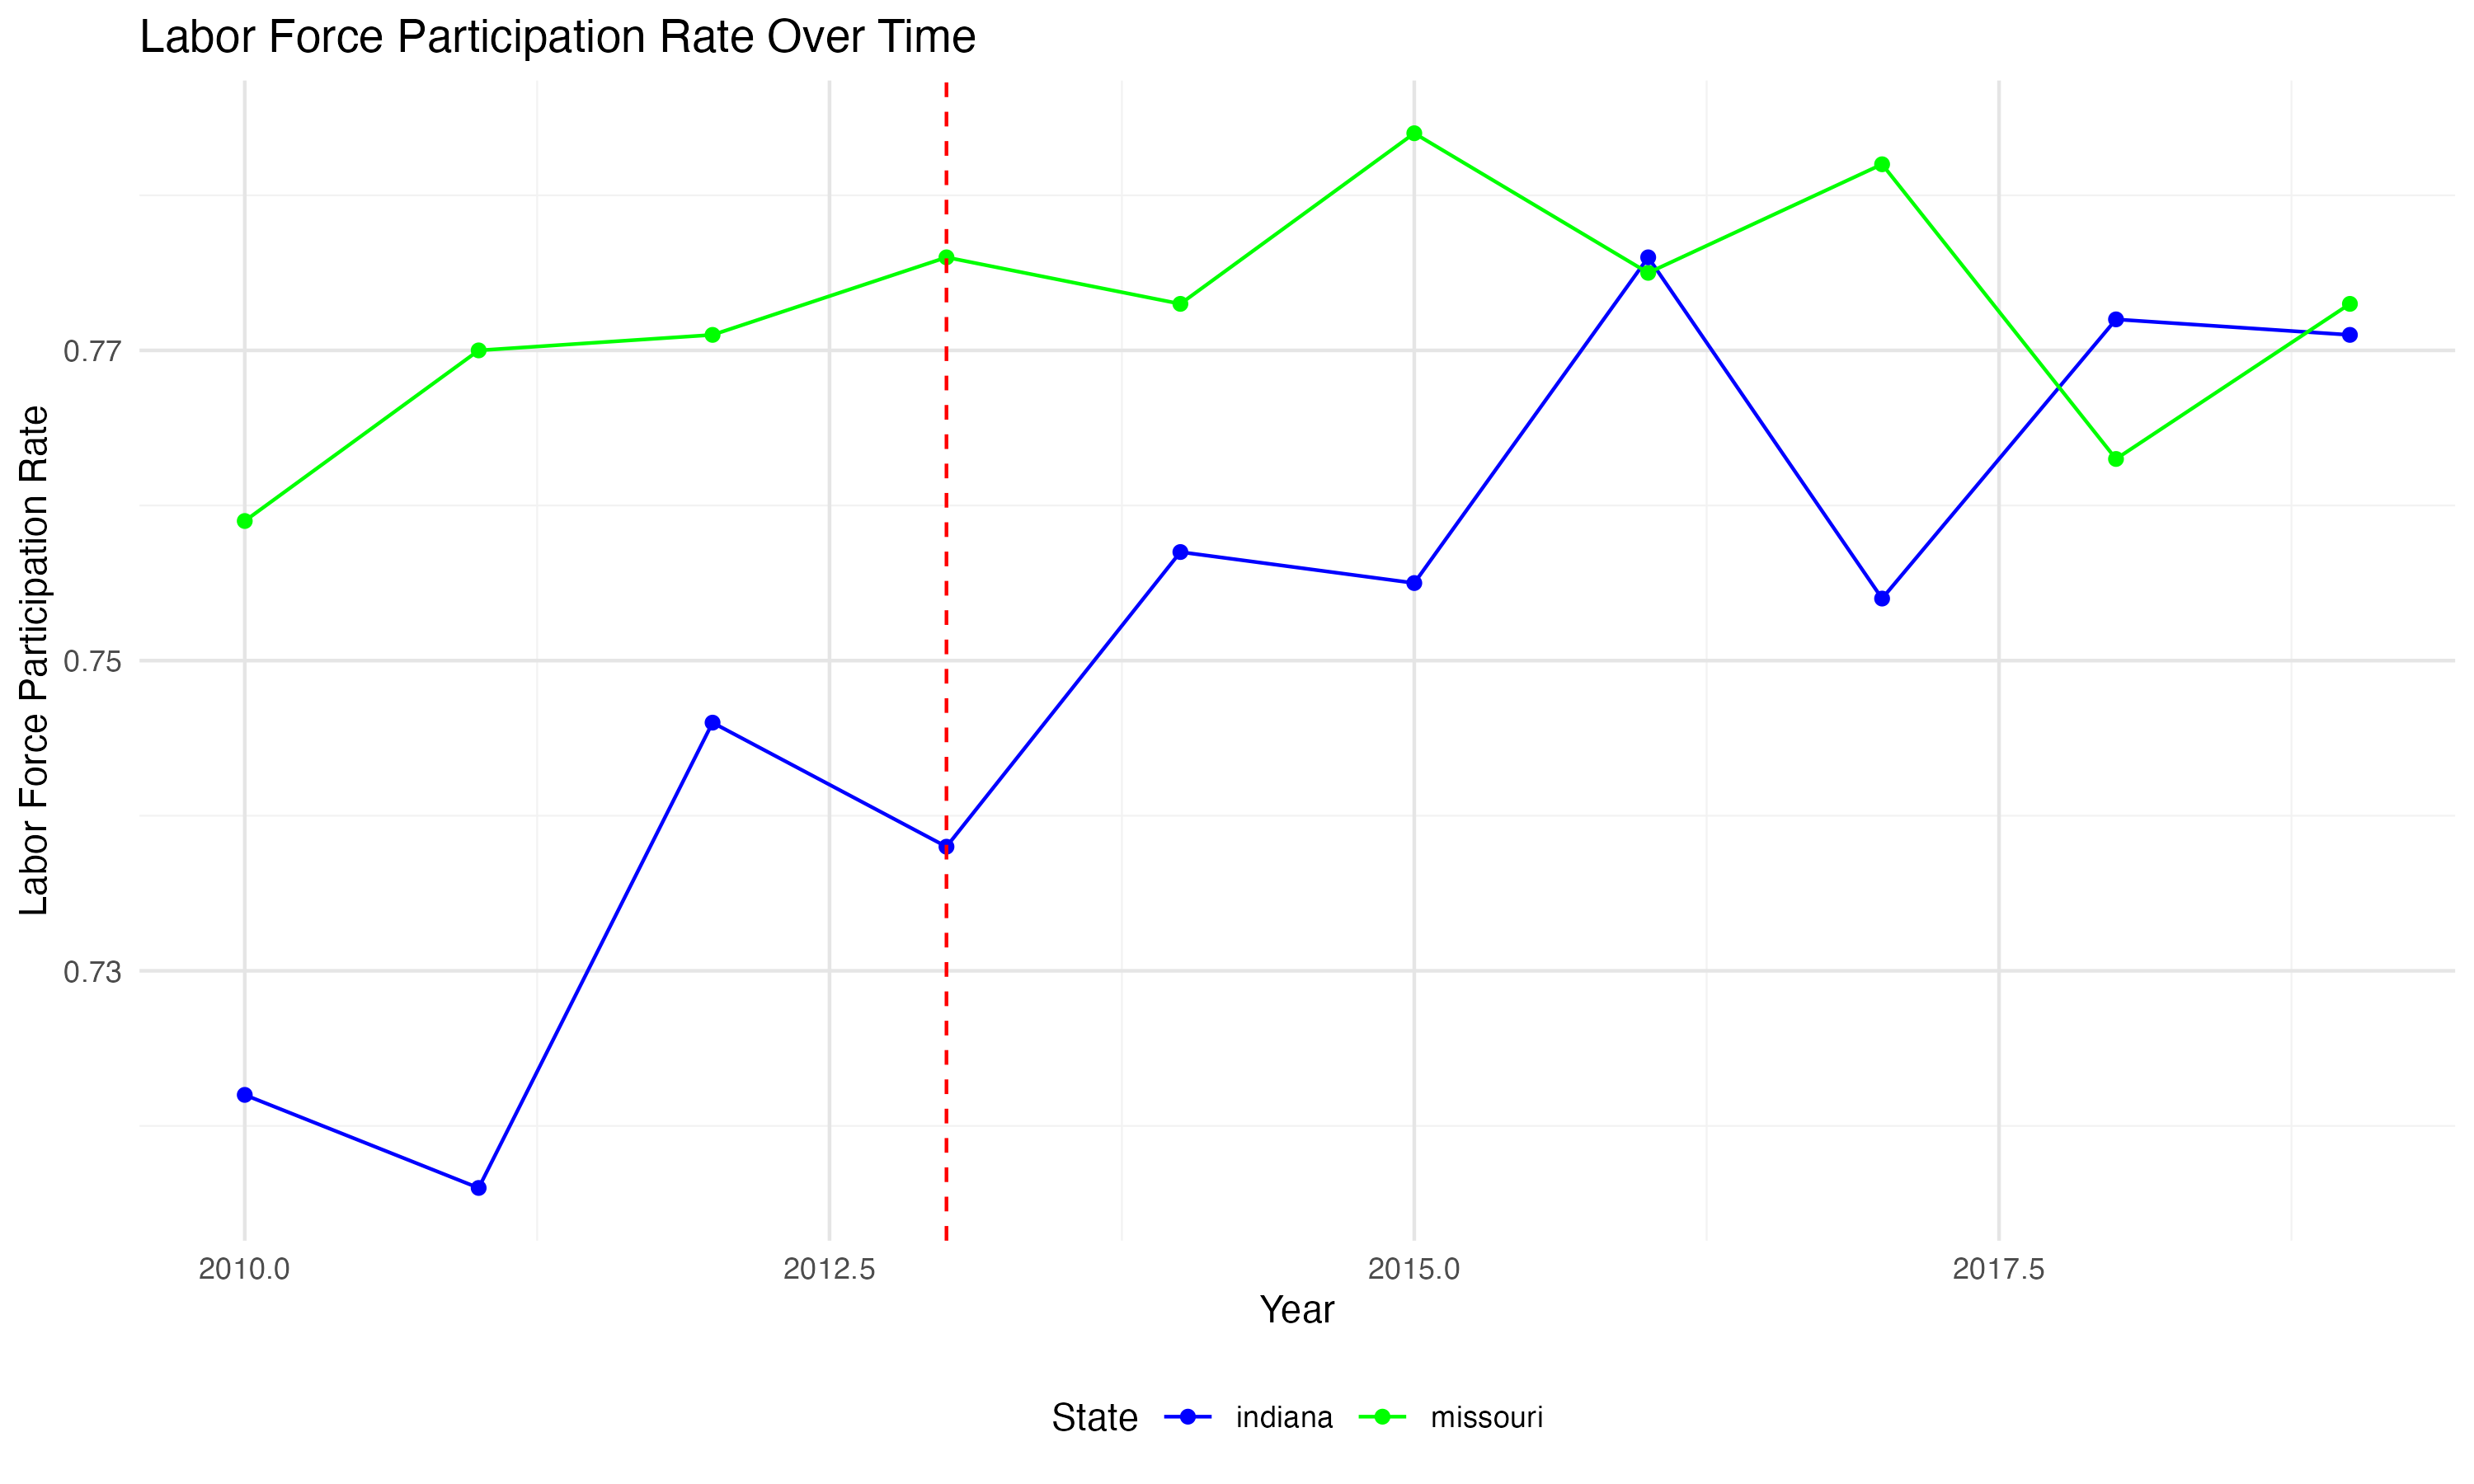 Labor Force Participation Rate Over Time
Labor Force Participation Rate
0.77
0.75
0.73
2010.0 2012.5 2015.0 2017.5
Year
State indiana missouri